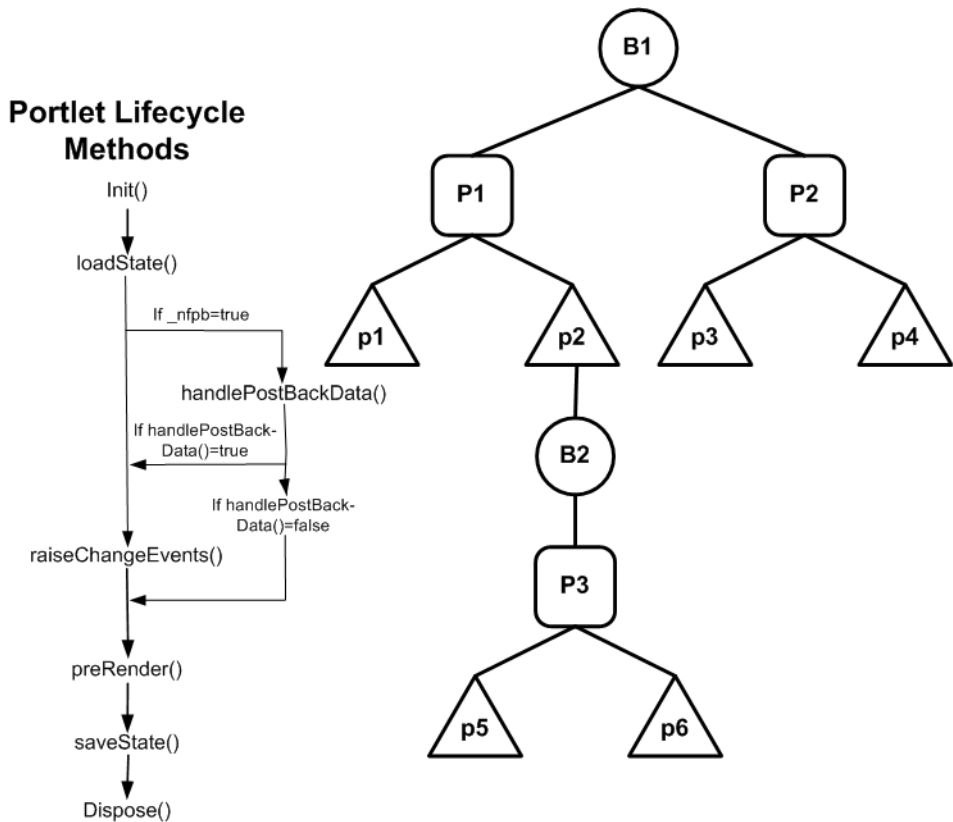 Portlet Lifecycle
Methods
Init()
loadState()
If _nfpb=true
handlePostBackData()
If handlePostBack-
Data()=true
If handlePostBack-
Data()=false
raiseChangeEvents()
preRender()
saveState()
Dispose()
B1
P1
P2
p1
p2
p3
p4
B2
P3
p5
p6